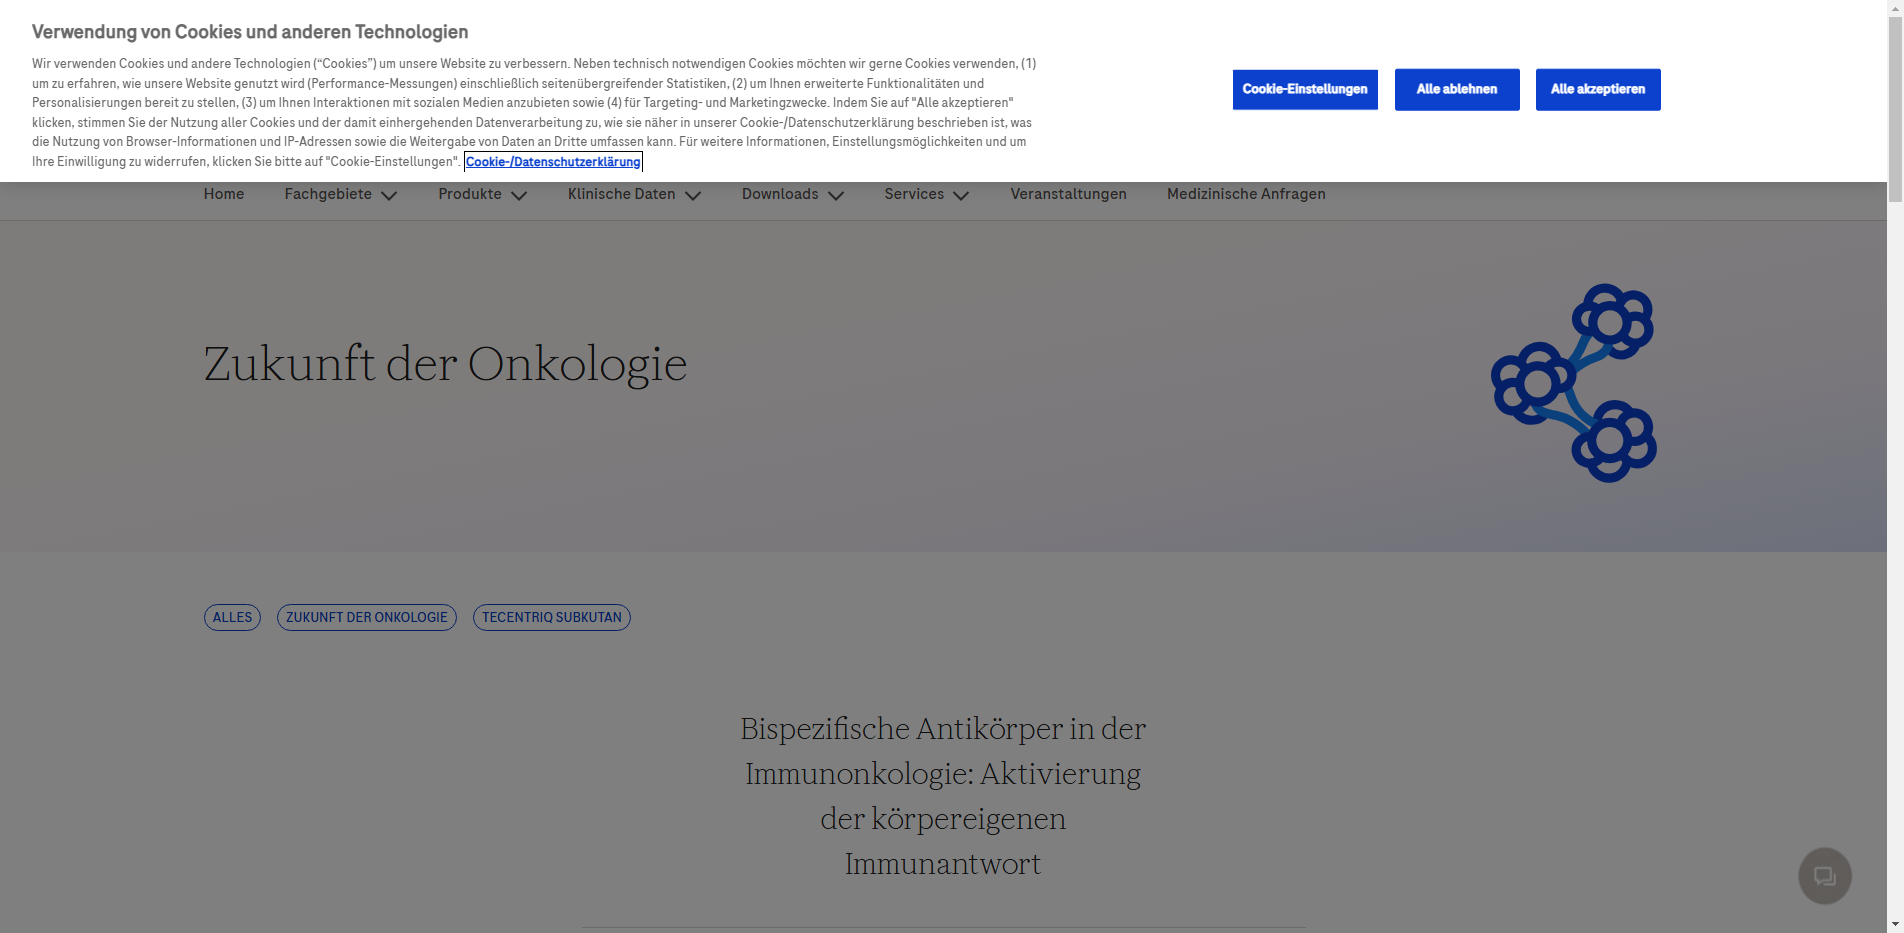 Verwendung von Cookies und anderen Technologien
Wir verwenden Cookies und andere Technologien (“Cookies”) um unsere Website zu verbessern. Neben technisch notwendigen Cookies möchten wir gerne Cookies verwenden, (1)
um zu erfahren, wie unsere Website genutzt wird (Performance-Messungen) einschließlich seitenübergreifender Statistiken, (2) um Ihnen erweiterte Funktionalitäten und
Personalisierungen bereit zu stellen, (3) um Ihnen Interaktionen mit sozialen Medien anzubieten sowie (4) für Targeting- und Marketingzwecke. Indem Sie auf "Alle akzeptieren"
klicken, stimmen Sie der Nutzung aller Cookies und der damit einhergehenden Datenverarbeitung zu, wie sie näher in unserer Cookie-/Datenschutzerklärung beschrieben ist, was
die Nutzung von Browser-Informationen und IP-Adressen sowie die Weitergabe von Daten an Dritte umfassen kann. Für weitere Informationen, Einstellungsmöglichkeiten und um
Ihre Einwilligung zu widerrufen, klicken Sie bitte auf "Cookie-Einstellungen". Cookie-/Datenschutzerklärung
Cookie-Einstellungen Alle ablehnen Alle akzeptieren
Home Fachgebiete Produkte Klinische Daten Downloads Services Veranstaltungen Medizinische Anfragen
Zukunft der Onkologie
ALLES ZUKUNFT DER ONKOLOGIE TECENTRIQ SUBKUTAN
Bispezifische Antikörper in der
Immunonkologie: Aktivierung
der körpereigenen
Immunantwort